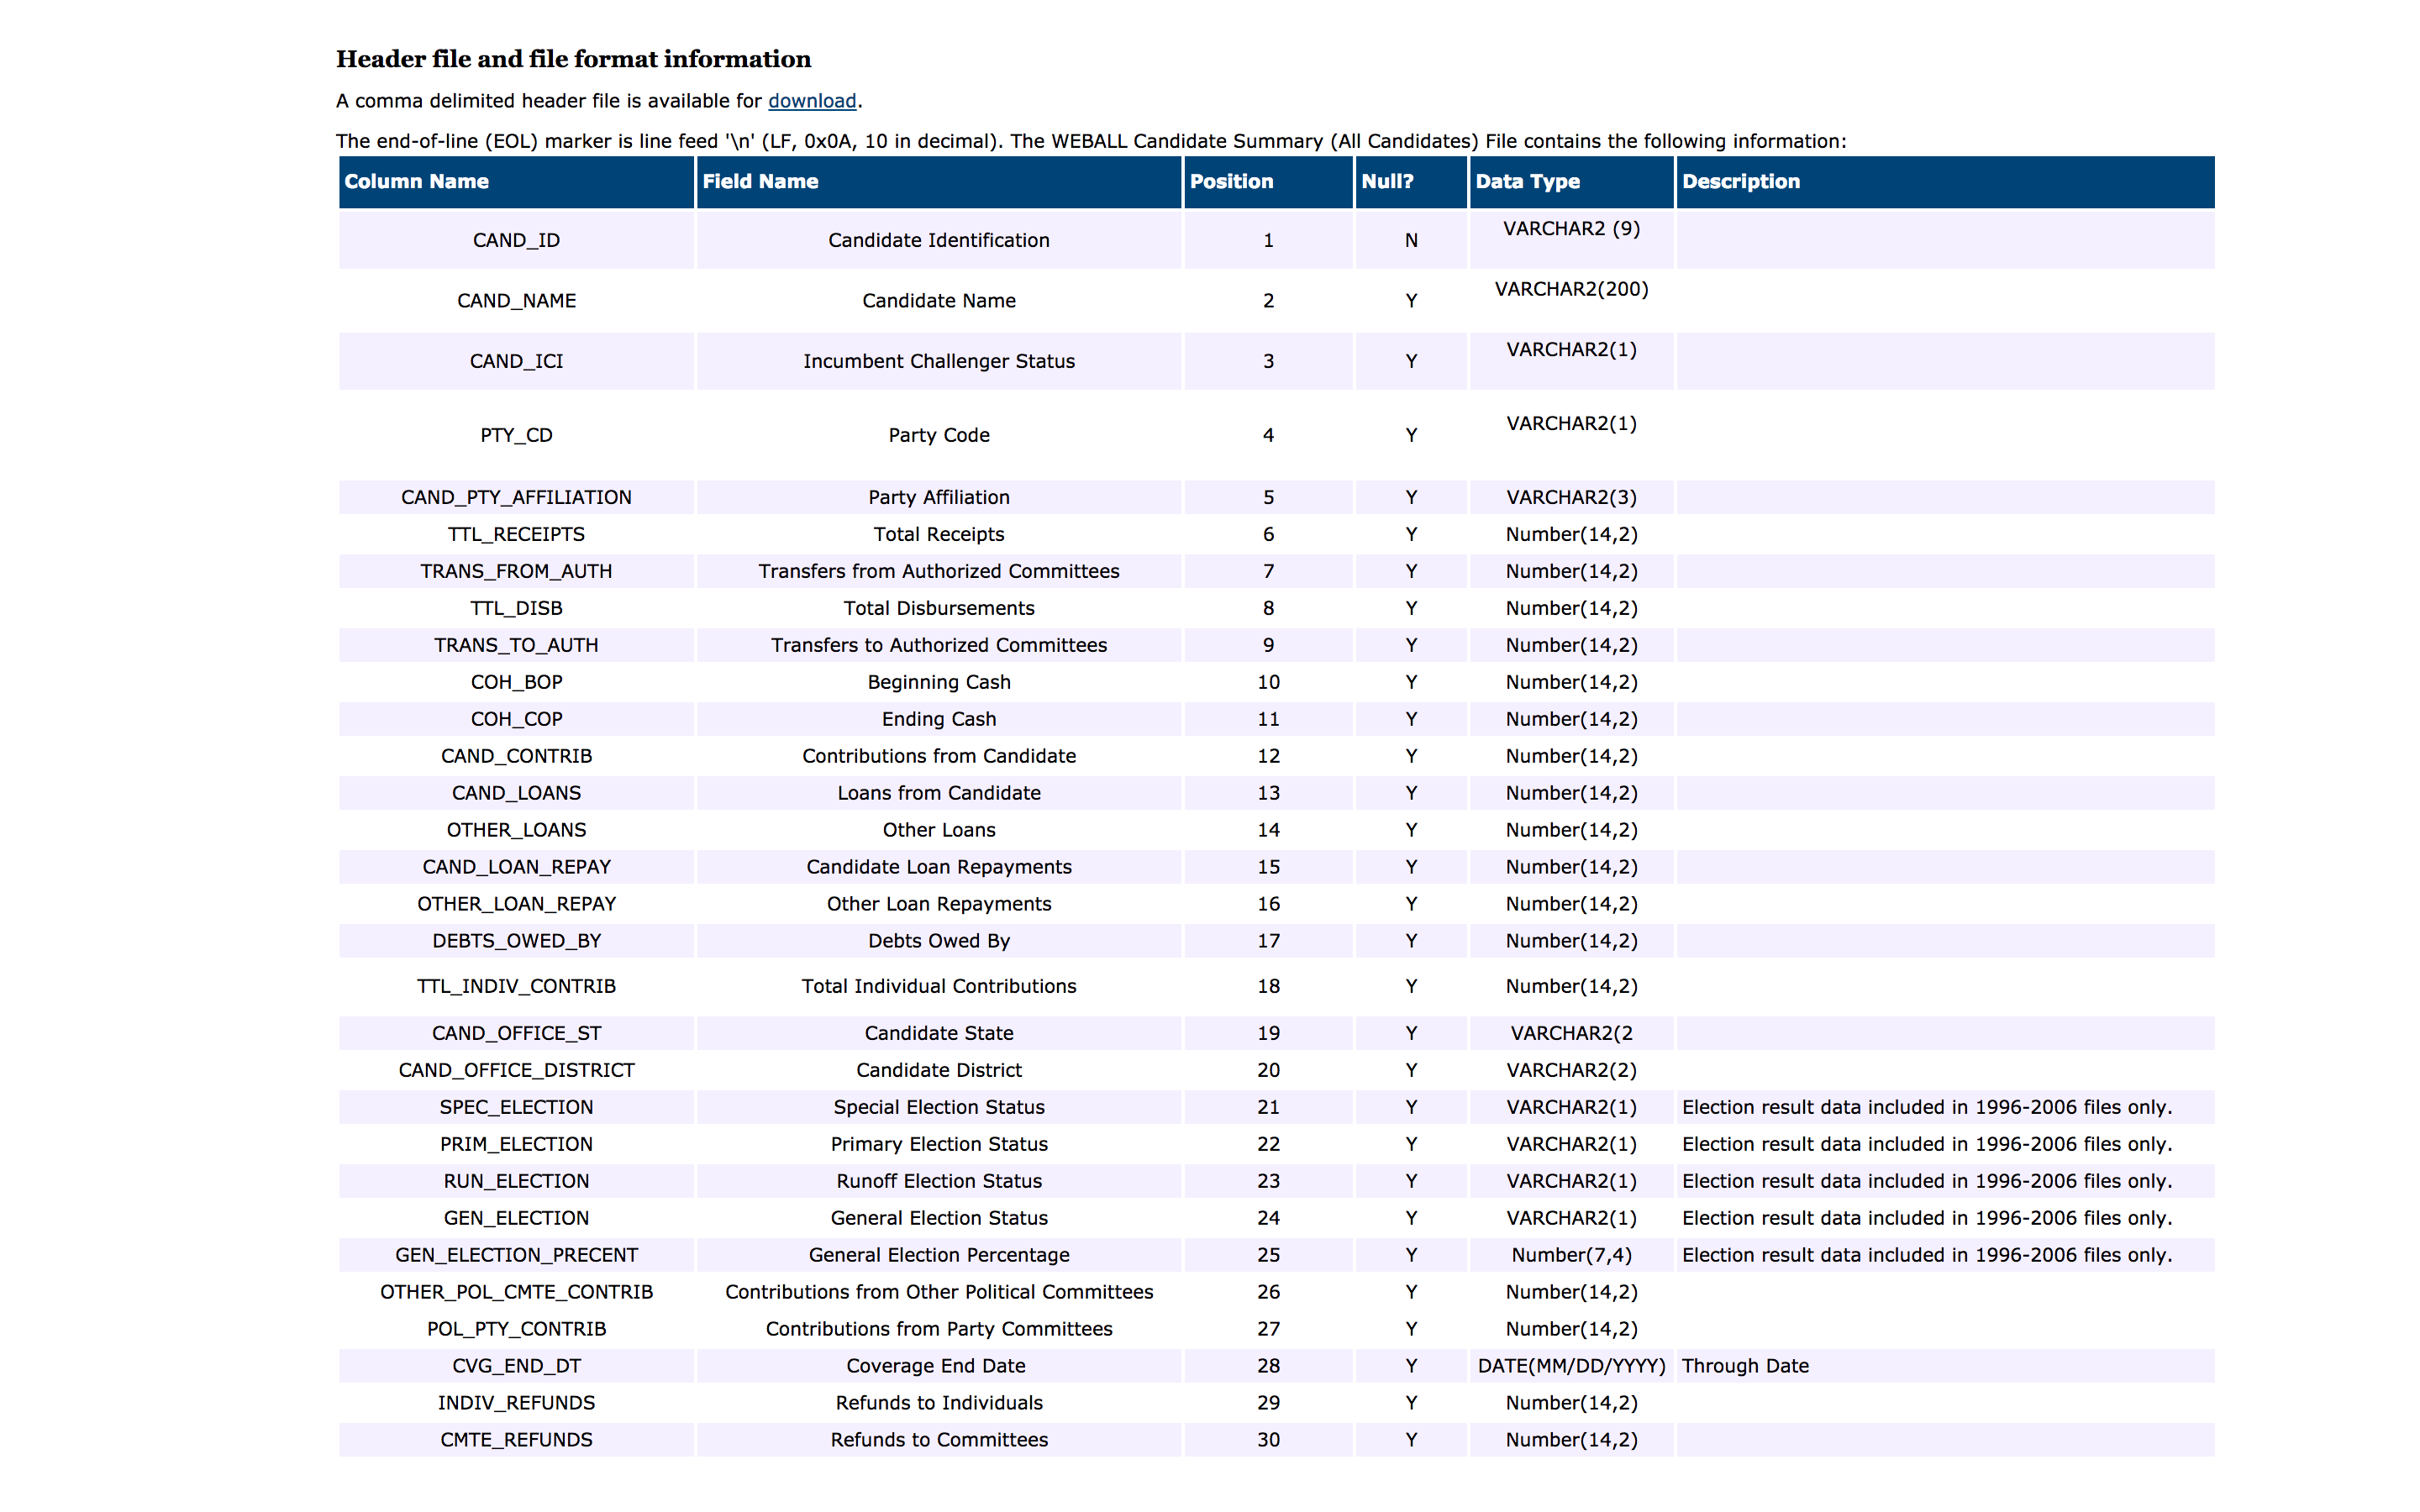 Header file and file format information
A comma delimited header file is available for download.
The end-of-line (EOL) marker is line feed '\n' (LF, 0x0A, 10 in decimal). The WEBALL Candidate Summary (All Candidates) File contains the following information:
Column Name Field Name Position Null? Data Type Description
CAND_ID Candidate Identification 1 N VARCHAR2 (9)
CAND_NAME Candidate Name 2 Y VARCHAR2(200)
CAND_ICI Incumbent Challenger Status 3 Y VARCHAR2(1)
PTY_CD Party Code 4 Y VARCHAR2(1)
CAND_PTY_AFFILIATION Party Affiliation 5 Y VARCHAR2(3)
TTL_RECEIPTS Total Receipts 6 Y Number(14,2)
TRANS_FROM_AUTH Transfers from Authorized Committees 7 Y Number(14,2)
TTL_DISB Total Disbursements 8 Y Number(14,2)
TRANS_TO_AUTH Transfers to Authorized Committees 9 Y Number(14,2)
COH_BOP Beginning Cash 10 Y Number(14,2)
COH_COP Ending Cash 11 Y Number(14,2)
CAND_CONTRIB Contributions from Candidate 12 Y Number(14,2)
CAND_LOANS Loans from Candidate 13 Y Number(14,2)
OTHER_LOANS Other Loans 14 Y Number(14,2)
CAND_LOAN_REPAY Candidate Loan Repayments 15 Y Number(14,2)
OTHER_LOAN_REPAY Other Loan Repayments 16 Y Number(14,2)
DEBTS_OWED_BY Debts Owed By 17 Y Number(14,2)
TTL_INDIV_CONTRIB Total Individual Contributions 18 Y Number(14,2)
CAND_OFFICE_ST Candidate State 19 Y VARCHAR2(2
CAND_OFFICE_DISTRICT Candidate District 20 Y VARCHAR2(2)
SPEC_ELECTION Special Election Status 21 Y VARCHAR2(1) Election result data included in 1996-2006 files only.
PRIM_ELECTION Primary Election Status 22 Y VARCHAR2(1) Election result data included in 1996-2006 files only.
RUN_ELECTION Runoff Election Status 23 Y VARCHAR2(1) Election result data included in 1996-2006 files only.
GEN_ELECTION General Election Status 24 Y VARCHAR2(1) Election result data included in 1996-2006 files only.
GEN_ELECTION_PRECENT General Election Percentage 25 Y Number(7,4) Election result data included in 1996-2006 files only.
OTHER_POL_CMTE_CONTRIB Contributions from Other Political Committees 26 Y Number(14,2)
POL_PTY_CONTRIB Contributions from Party Committees 27 Y Number(14,2)
CVG_END_DT Coverage End Date 28 Y DATE(MM/DD/YYYY) Through Date
INDIV_REFUNDS Refunds to Individuals 29 Y Number(14,2)
CMTE_REFUNDS Refunds to Committees 30 Y Number(14,2)